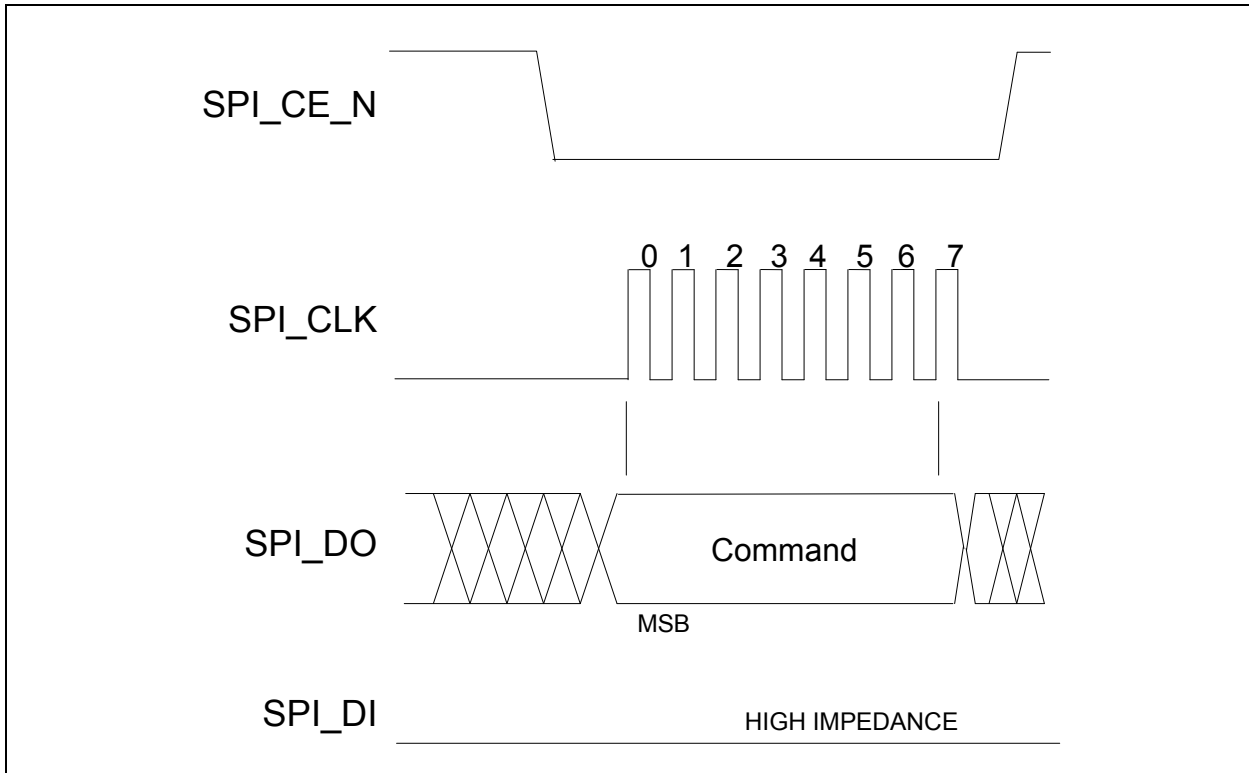 SPI_CE_N
0 1 2 3 4 5 6 7
SPI_CLK
SPI_DO
Command
MSB
SPI_DI
HIGH IMPEDANCE